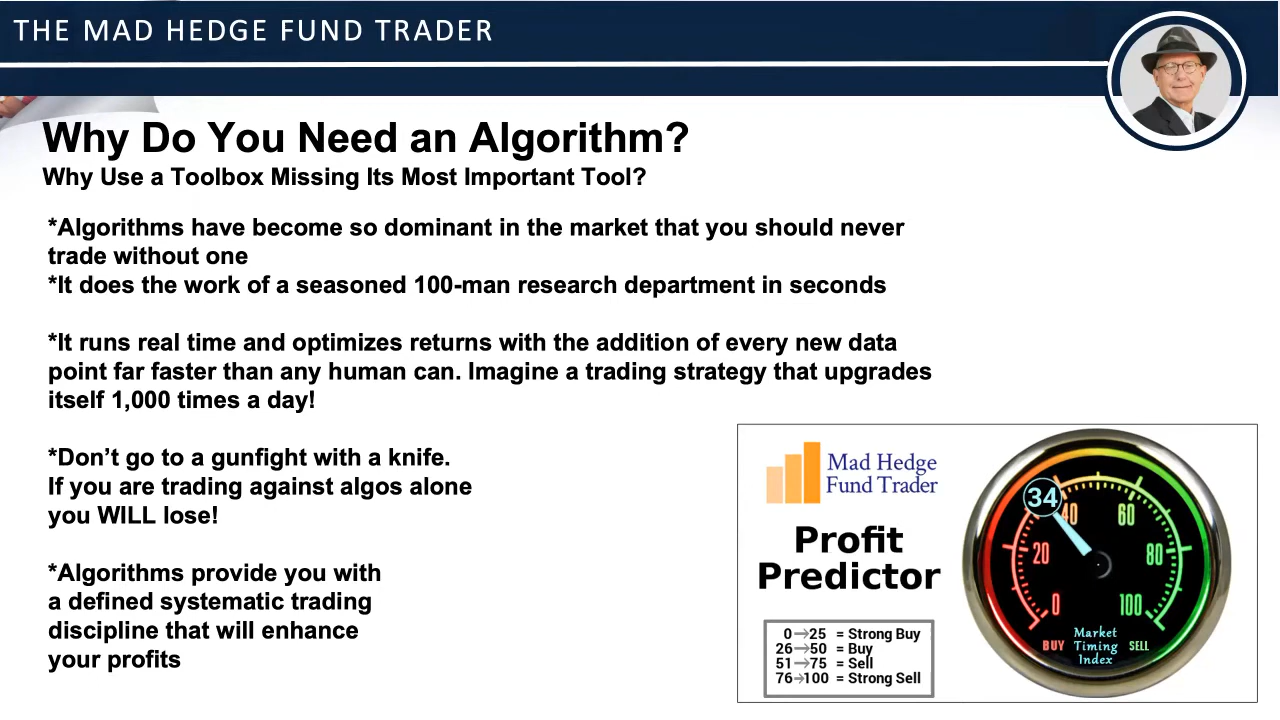 THE MAD HEDGE FUND TRADER
Why Do You Need an Algorithm?
Why Use a Toolbox Missing Its Most Important Tool?
*Algorithms have become so dominant in the market that you should never
trade without one
*It does the work of a seasoned 100-man research department in seconds
*It runs real time and optimizes returns with the addition of every new data
point far faster than any human can. Imagine a trading strategy that upgrades
itself 1,000 times a day!
*Don’t go to a gunfight with a knife.
If you are trading against algos alone
you WILL lose!
*Algorithms provide you with
a defined systematic trading
discipline that will enhance
your profits
Mad Hedge
Fund Trader
Profit
Predictor
0→25 = Strong Buy
26→50 = Buy
51→75 = Sell
76→100 = Strong Sell
34
40
60
20
80
0
100
BUY
Market
Timing
Index
SELL